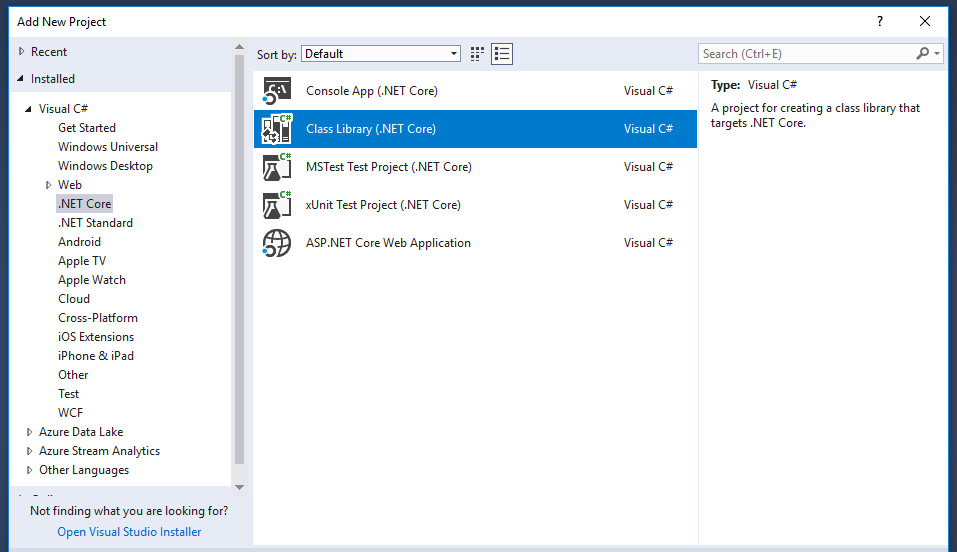 Add New Project
?
Recent
Installed
Visual C#
Get Started
Windows Universal
Windows Desktop
Web
.NET Core
.NET Standard
Android
Apple TV
Apple Watch
Cloud
Cross-Platform
iOS Extensions
iPhone & iPad
Other
Test
WCF
Azure Data Lake
Azure Stream Analytics
Other Languages
Not finding what you are looking for?
Open Visual Studio Installer
Sort by: Default
Console App (.NET Core) Visual C#
Class Library (.NET Core) Visual C#
MSTest Test Project (.NET Core) Visual C#
xUnit Test Project (.NET Core) Visual C#
ASP.NET Core Web Application Visual C#
Search (Ctrl+E)
Type: Visual C#
A project for creating a class library that
targets .NET Core.